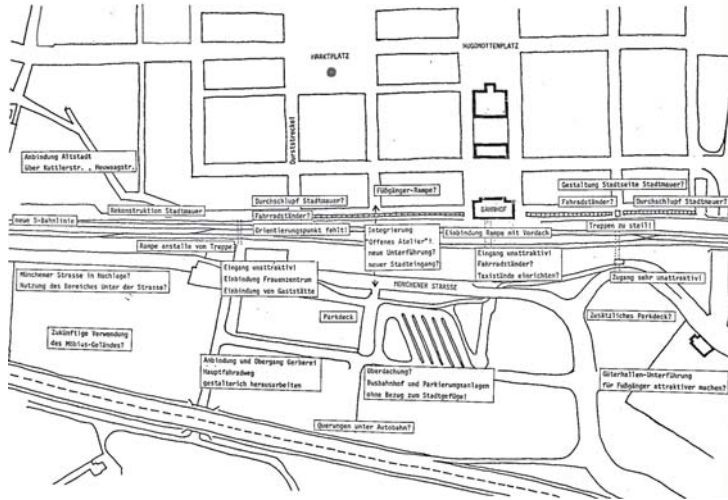 MARKTPLATZ
HUGENOTTENPLATZ
Anbindung Altstadt
über Kuttlerstr. , Heuwaagstr.
Rekonstruktion Stadtmauer
Durchschlupf Stadtmauer?
Fahrradständer?
Orientierungspunkt fehlt!
Fußgänger-Rampe?
BAHNHOF
Gestaltung Stadtseite Stadtmauer?
Fahrradständer?
Durchschlupf Stadtmauer?
neue S-Bahnlinie
Rampe anstelle von Treppe
Integrierung
"Offenes Atelier"!
neue Unterführung?
neuer Stadteingang?
Einbindung Rampe mit Vordach
Treppen zu steil!
Münchener Strasse in Hochlage?
Nutzung des Bereiches Unter der Strasse?
Eingang unattraktiv!
Einbindung Frauenzentrum
Einbindung von Gaststätte
Eingang unattraktiv!
Fahrradständer?
Taxistände einrichten?
Zugang sehr unattraktiv!
MÜNCHENER STRASSE
Parkdeck
Zusätzliches Parkdeck?
Zukünftige Verwendung
des Möbius-Geländes?
Anbindung und Übergang Gerberei
Hauptfahrradweg
gestalterich herausarbeiten
Überdachung?
Busbahnhof und Parkierungsanlagen
ohne Bezug zum Stadtgefüge!
Güterhallen-Unterführung
für Fußgänger attraktiver machen?
Querungen unter Autobahn?